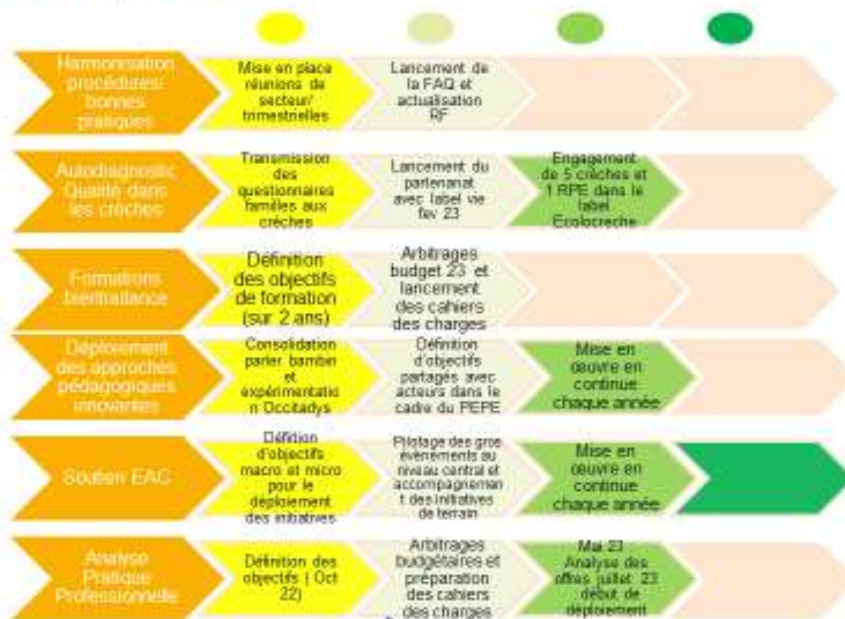 Harmonisation
procédures/
bonnes
pratiques
Mise en place
réunions de
secteur/
trimestrielles
Lancement de
la FAQ et
actualisation
RF
Autodiagnostic
Qualité dans
les crèches
Transmission
des
questionnaires
familles aux
crèches
Lancement du
partenariat
avec label vie
fev 23
Engagement
de 5 crèches et
1 RPE dans le
label
Ecolocreche
Formations
bientraitance
Définition
des objectifs
de formation
(sur 2 ans)
Arbitrages
budget 23 et
lancement
des cahiers
des charges
Déploiement
des approches
pédagogiques
innovantes
Consolidation
parler bambin
et
expérimentatio
n Occitadys
Définition
d'objectifs
partagés avec
acteurs dans le
cadre du PEPE
Mise en
œuvre en
continue
chaque année
Soutien EAC
Définition
d'objectifs
macro et micro
pour le
déploiement
des initiatives
Pilotage des gros
évènements au
niveau central et
accompagnemen
t des initiatives
de terrain
Mise en
œuvre en
continue
chaque année
Analyse
Pratique
Professionnelle
Définition des
objectifs ( Oct
22)
Arbitrages
budgétaires et
préparation
des cahiers
des charges
Mai 23
Analyse des
offres juillet 23
début de
déploiement